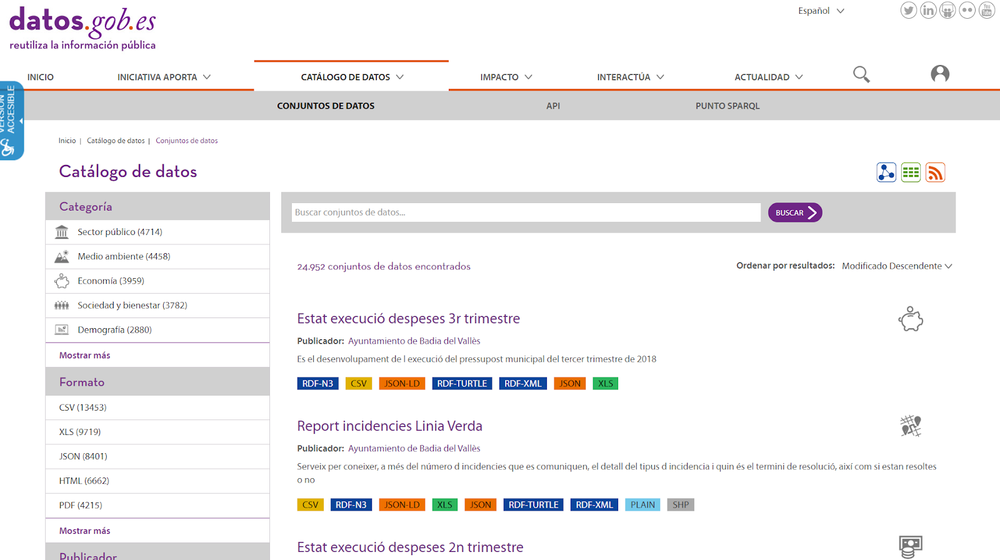 datos.gob.es
reutiliza la información pública
Español
You
Tube
INICIO
INICIATIVA APORTA
CATÁLOGO DE DATOS
IMPACTO
INTERACTÚA
ACTUALIDAD
VERSIÓN
ACCESIBLE
CONJUNTOS DE DATOS
API
PUNTO SPARQL
Inicio | Catálogo de datos | Conjuntos de datos
Catálogo de datos
Categoría
Sector público (4714)
Medio ambiente (4458)
Economía (3959)
Sociedad y bienestar (3782)
Demografía (2880)
Mostrar más
Formato
CSV (13453)
XLS (9719)
JSON (8401)
HTML (6662)
PDF (4215)
Mostrar más
Publicador
Buscar conjuntos de datos...
BUSCAR
24.952 conjuntos de datos encontrados
Ordenar por resultados: Modificado Descendente
Estat execució despeses 3r trimestre
Publicador: Ayuntamiento de Badia del Vallès
Es el desenvolupament de l execució del pressupost municipal del tercer trimestre de 2018
RDF-N3 CSV JSON-LD RDF-TURTLE RDF-XML JSON XLS
Report incidencies Linia Verda
Publicador: Ayuntamiento de Badia del Vallès
Serveix per coneixer, a més del número d incidencies que es comuniquen, el detall del tipus d incidencia i quin és el termini de resolució, així com si estan resoltes
o no
CSV RDF-N3 JSON-LD XLS JSON RDF-TURTLE RDF-XML PLAIN SHP
Estat execució despeses 2n trimestre